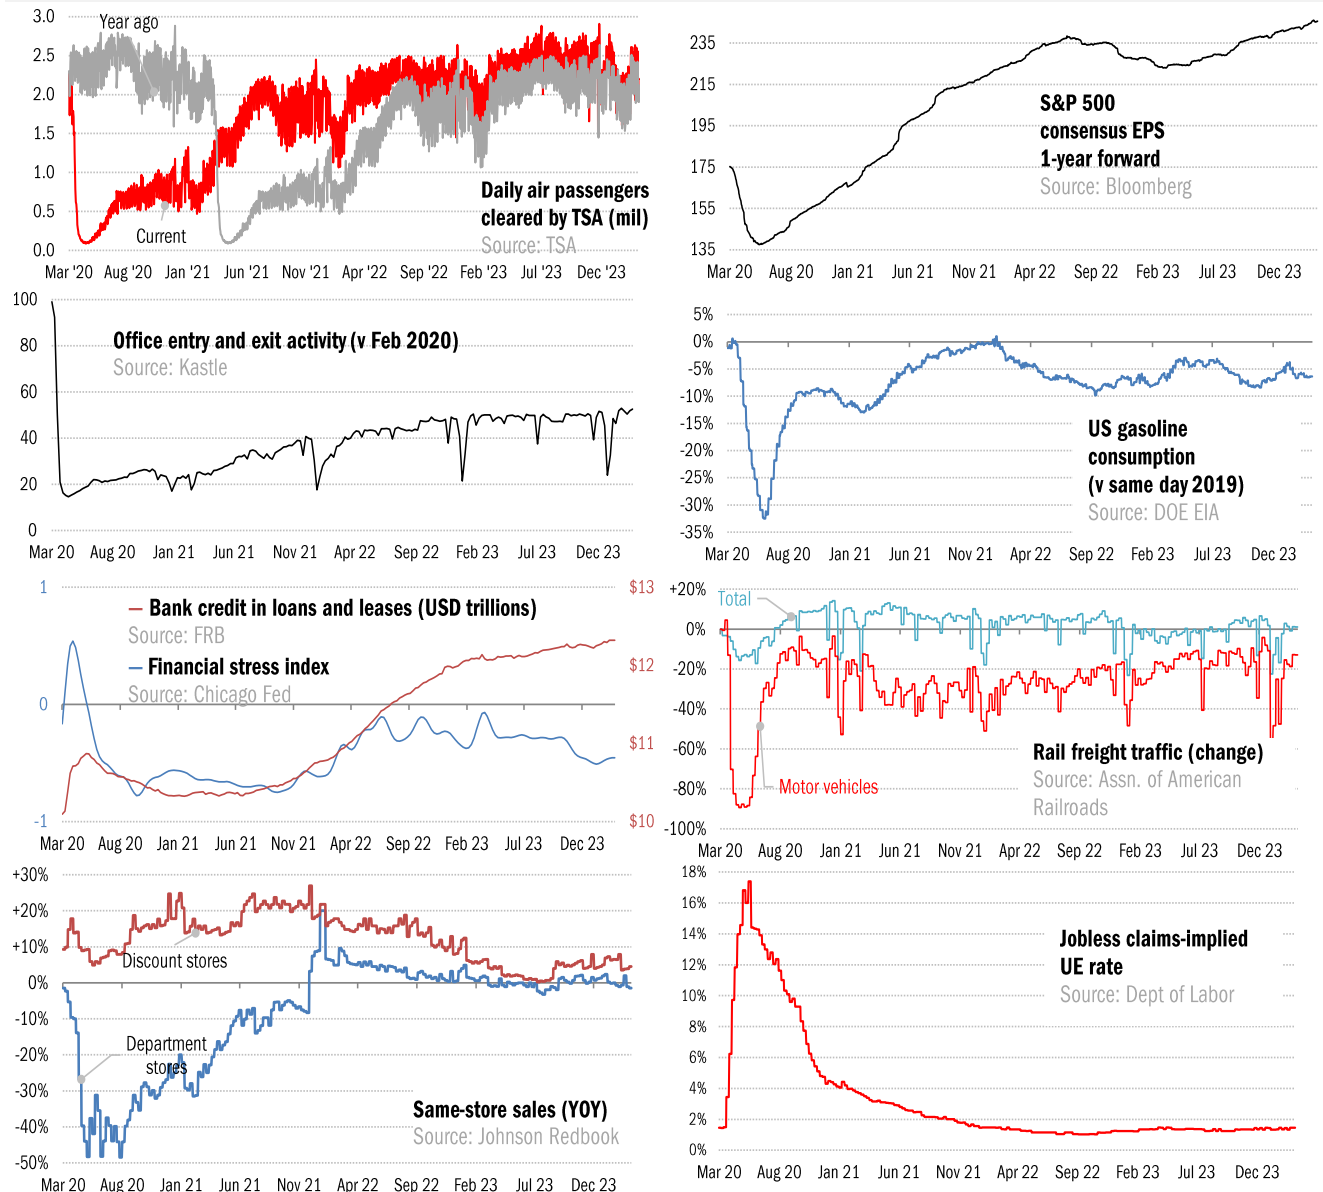 3.0
2.5
2.0
1.5
1.0
0.5
0.0
Year ago
Current
Daily air passengers
cleared by TSA (mil)
Source: TSA
Mar '20 Aug '20 Jan '21 Jun '21 Nov '21 Apr '22 Sep '22 Feb '23 Jul '23 Dec '23
235
215
195
175
155
135
S&P 500
consensus EPS
1-year forward
Source: Bloomberg
Mar 20 Aug 20 Jan 21 Jun 21 Nov 21 Apr 22 Sep 22 Feb 23 Jul 23 Dec 23
100
80
60
40
20
0
Office entry and exit activity (v Feb 2020)
Source: Kastle
Mar 20 Aug 20 Jan 21 Jun 21 Nov 21 Apr 22 Sep 22 Feb 23 Jul 23 Dec 23
5%
0%
-5%
-10%
-15%
-20%
-25%
-30%
-35%
US gasoline
consumption
(v same day 2019)
Source: DOE EIA
Mar 20 Aug 20 Jan 21 Jun 21 Nov 21 Apr 22 Sep 22 Feb 23 Jul 23 Dec 23
1
0
-1
Bank credit in loans and leases (USD trillions)
Source: FRB
Financial stress index
Source: Chicago Fed
$13
$12
$11
$10
Mar 20 Aug 20 Jan 21 Jun 21 Nov 21 Apr 22 Sep 22 Feb 23 Jul 23 Dec 23
+20%
0%
-20%
-40%
-60%
-80%
-100%
Total
Motor vehicles
Rail freight traffic (change)
Source: Assn. of American
Railroads
Mar 20 Aug 20 Jan 21 Jun 21 Nov 21 Apr 22 Sep 22 Feb 23 Jul 23 Dec 23
+30%
+20%
+10%
0%
-10%
-20%
-30%
-40%
-50%
Discount stores
Department
stores
Same-store sales (YOY)
Source: Johnson Redbook
Mar 20 Aug 20 Jan 21 Jun 21 Nov 21 Apr 22 Sep 22 Feb 23 Jul 23 Dec 23
18%
16%
14%
12%
10%
8%
6%
4%
2%
0%
Jobless claims-implied
UE rate
Source: Dept of Labor
Mar 20 Aug 20 Jan 21 Jun 21 Nov 21 Apr 22 Sep 22 Feb 23 Jul 23 Dec 23